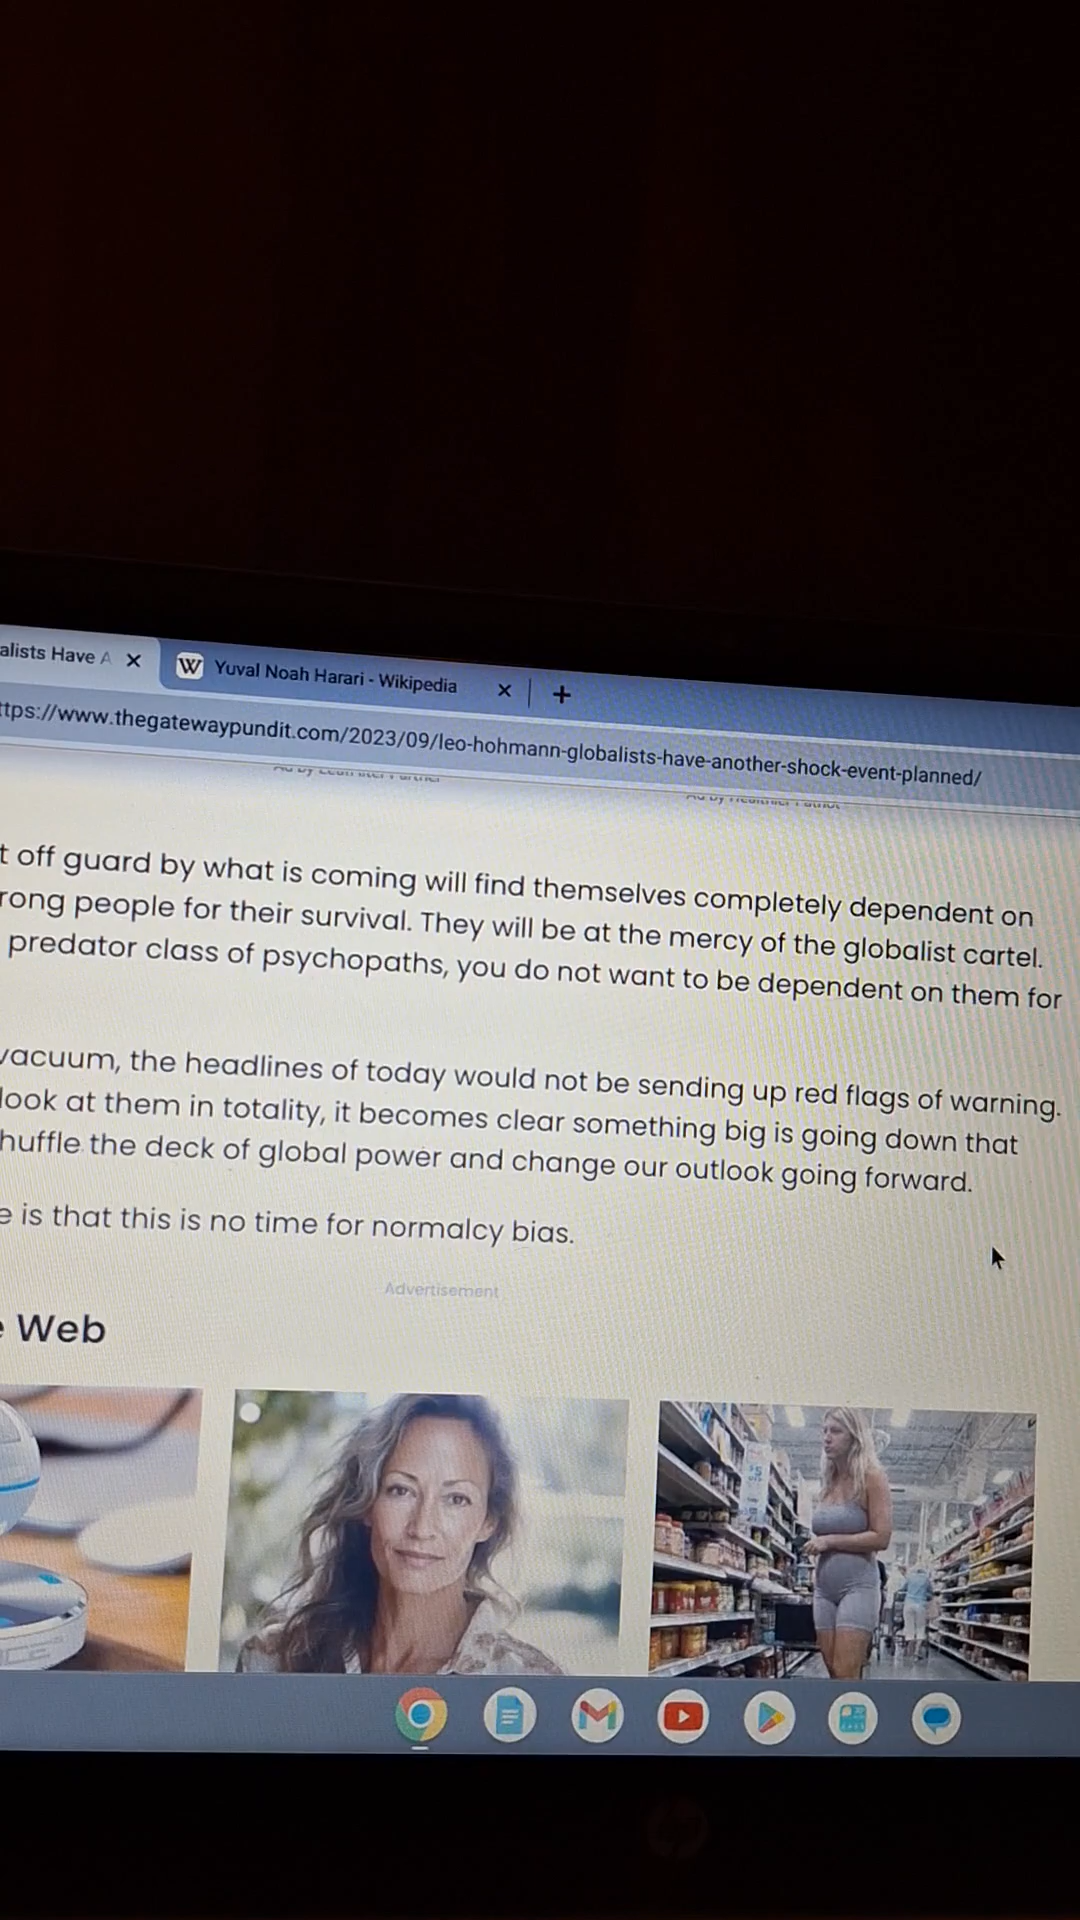 alists Have A
Yuval Noah Harari - Wikipedia
ttps://www.thegatewaypundit.com/2023/09/leo-hohmann-globalists-have-another-shock-event-planned/
t off guard by what is coming will find themselves completely dependent on
rong people for their survival. They will be at the mercy of the globalist cartel.
predator class of psychopaths, you do not want to be dependent on them for
vacuum, the headlines of today would not be sending up red flags of warning.
look at them in totality, it becomes clear something big is going down that
huffle the deck of global power and change our outlook going forward.
e is that this is no time for normalcy bias.
Advertisement
e Web